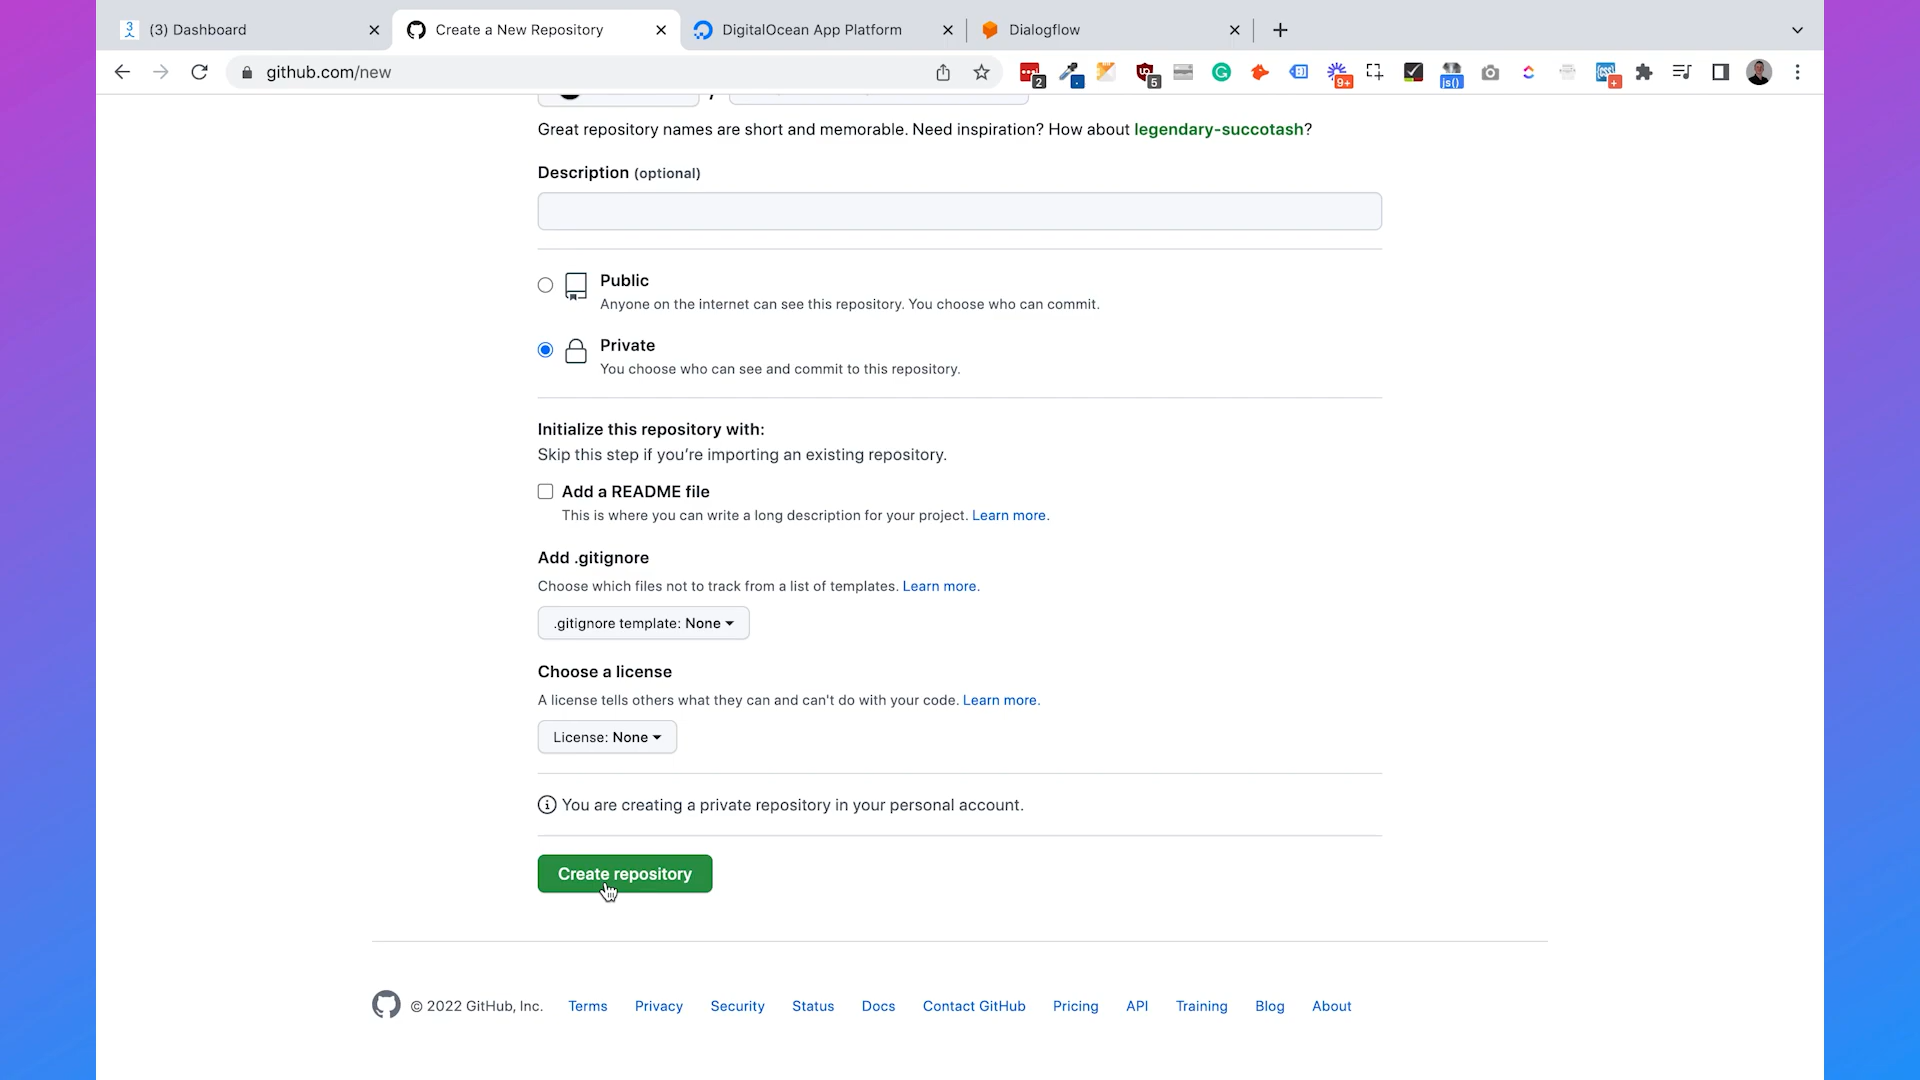 (3) Dashboard
Create a New Repository
DigitalOcean App Platform
Dialogflow
github.com/new
2
5
9+
js()
Great repository names are short and memorable. Need inspiration? How about legendary-succotash?
Description (optional)
Public
Anyone on the internet can see this repository. You choose who can commit.
Private
You choose who can see and commit to this repository.
Initialize this repository with:
Skip this step if you're importing an existing repository.
Add a README file
This is where you can write a long description for your project. Learn more.
Add .gitignore
Choose which files not to track from a list of templates. Learn more.
.gitignore template: None
Choose a license
A license tells others what they can and can't do with your code. Learn more.
License: None
You are creating a private repository in your personal account.
Create repository
© 2022 GitHub, Inc. Terms Privacy Security Status Docs Contact GitHub Pricing API Training Blog About